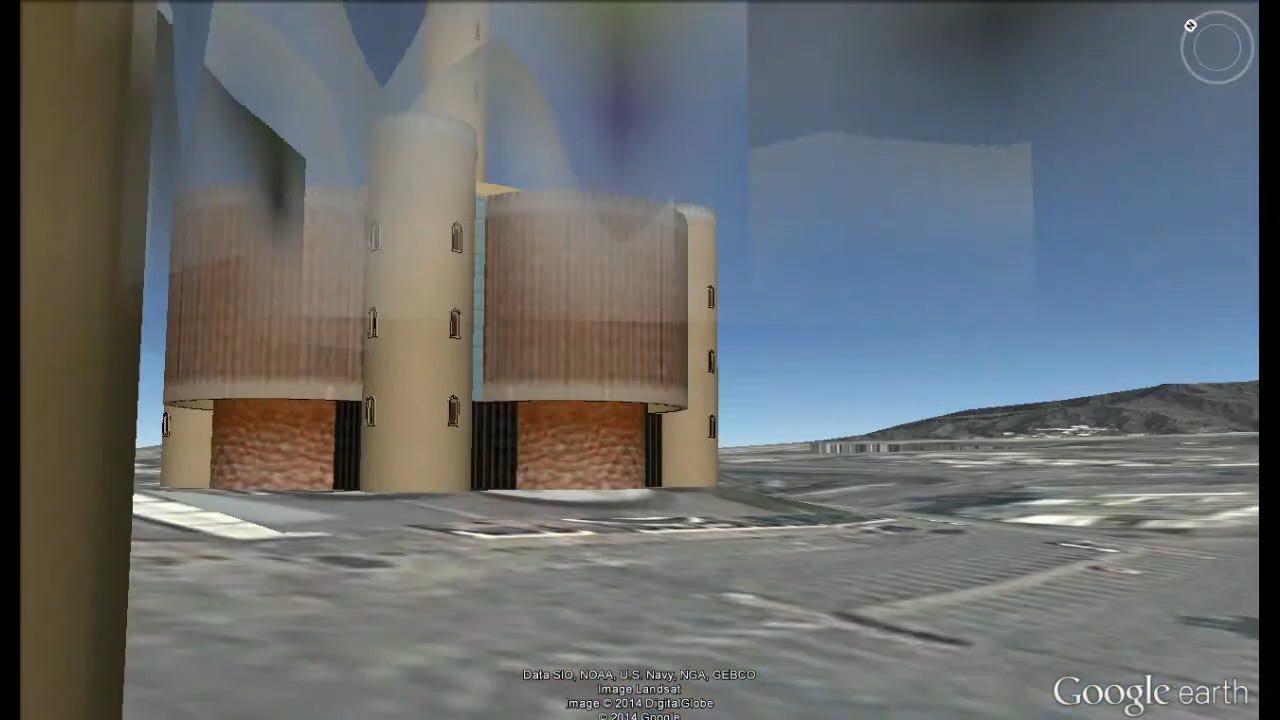 Data SIO, NOAA, U.S. Navy, NGA, GEBCO
Image Landsat
Image © 2014 DigitalGlobe
© 2014 Google
Google earth